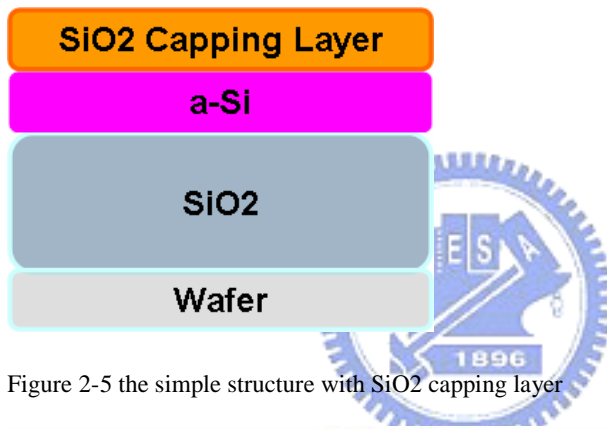 SiO2 Capping Layer
a-Si
SiO2
Wafer
E S A
1896
Figure 2-5 the simple structure with SiO2 capping layer